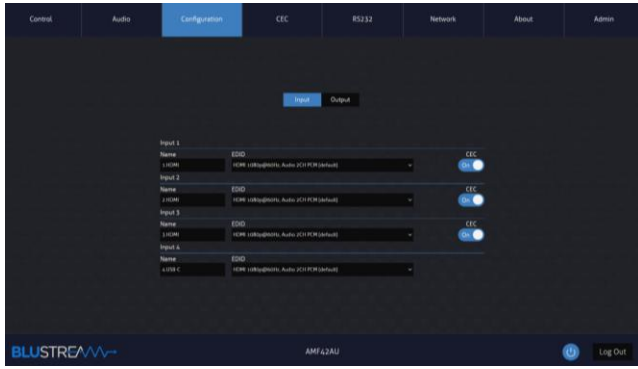 Control Audio Configuration CEC RS232 Network About Admin
Input Output
Input 1
Name EDID CEC
1:HDMI HDMI 1080p@60Hz, Audio 2CH PCM (default) On
Input 2
Name EDID CEC
2:HDMI HDMI 1080p@60Hz, Audio 2CH PCM (default) On
Input 3
Name EDID CEC
3:HDMI HDMI 1080p@60Hz, Audio 2CH PCM (default) On
Input 4
Name EDID
4:USB-C HDMI 1080p@60Hz, Audio 2CH PCM (default)
BLUSTREAM AMF42AU Log Out